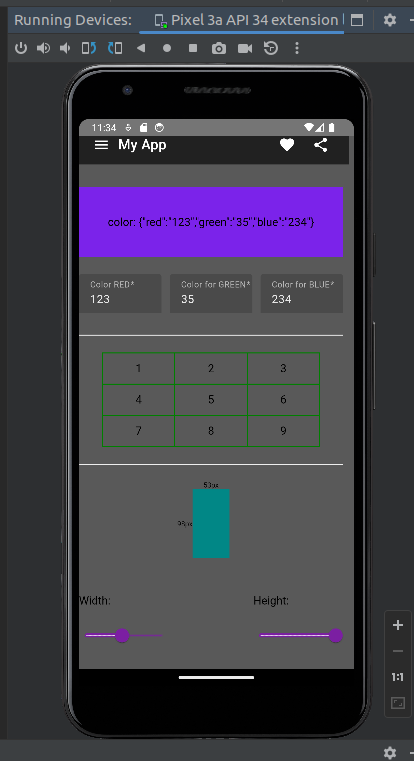 Running Devices: Pixel 3a API 34 extension
11:34
My App
color: {"red":"123","green":"35","blue":"234"}
Color RED* Color for GREEN* Color for BLUE*
123 35 234
1 2 3
4 5 6
7 8 9
Width: Height:
1:1